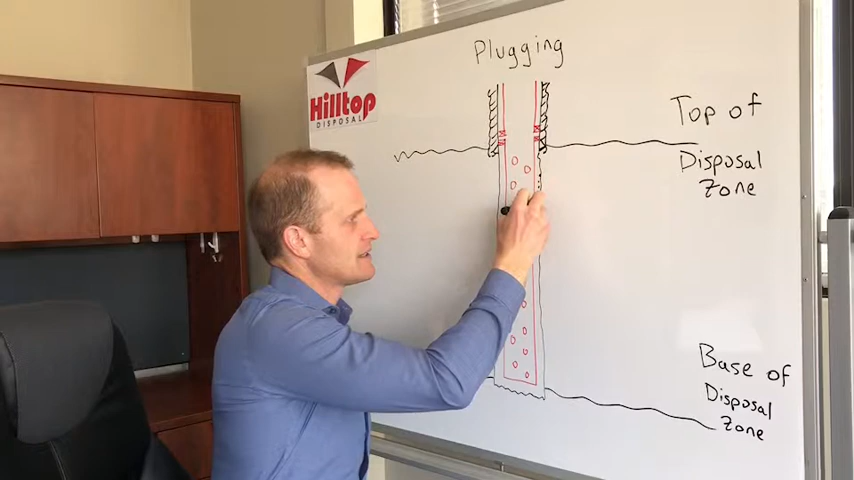 Plugging
Hilltop
DISPOSAL
Top of
Disposal
Zone
Base of
Disposal
Zone